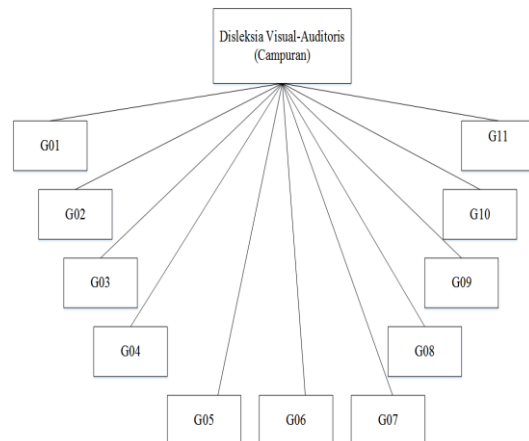 Disleksia Visual-Auditoris
(Campuran)
G01
G11
G02
G10
G03
G09
G04
G08
G05
G06
G07